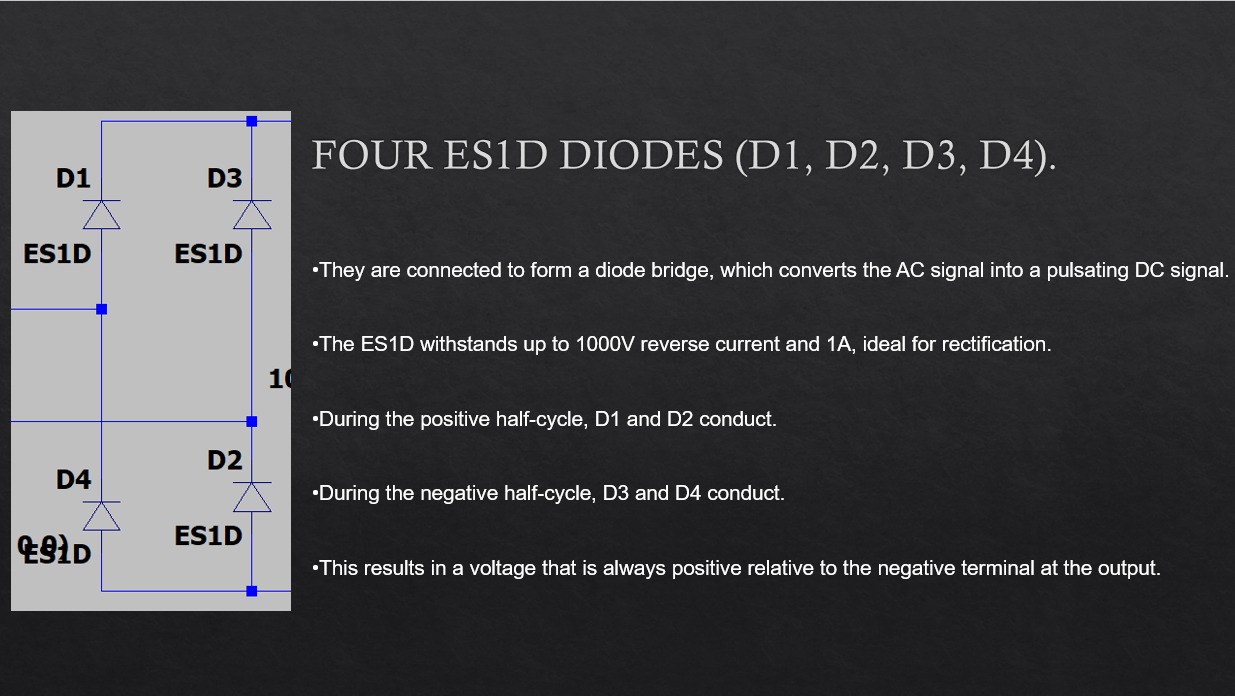 FOUR ES1D DIODES (D1, D2, D3, D4).
•They are connected to form a diode bridge, which converts the AC signal into a pulsating DC signal.
•The ES1D withstands up to 1000V reverse current and 1A, ideal for rectification.
•During the positive half-cycle, D1 and D2 conduct.
•During the negative half-cycle, D3 and D4 conduct.
•This results in a voltage that is always positive relative to the negative terminal at the output.
D1
D3
ES1D
ES1D
D2
D4
ES1D
ES1D